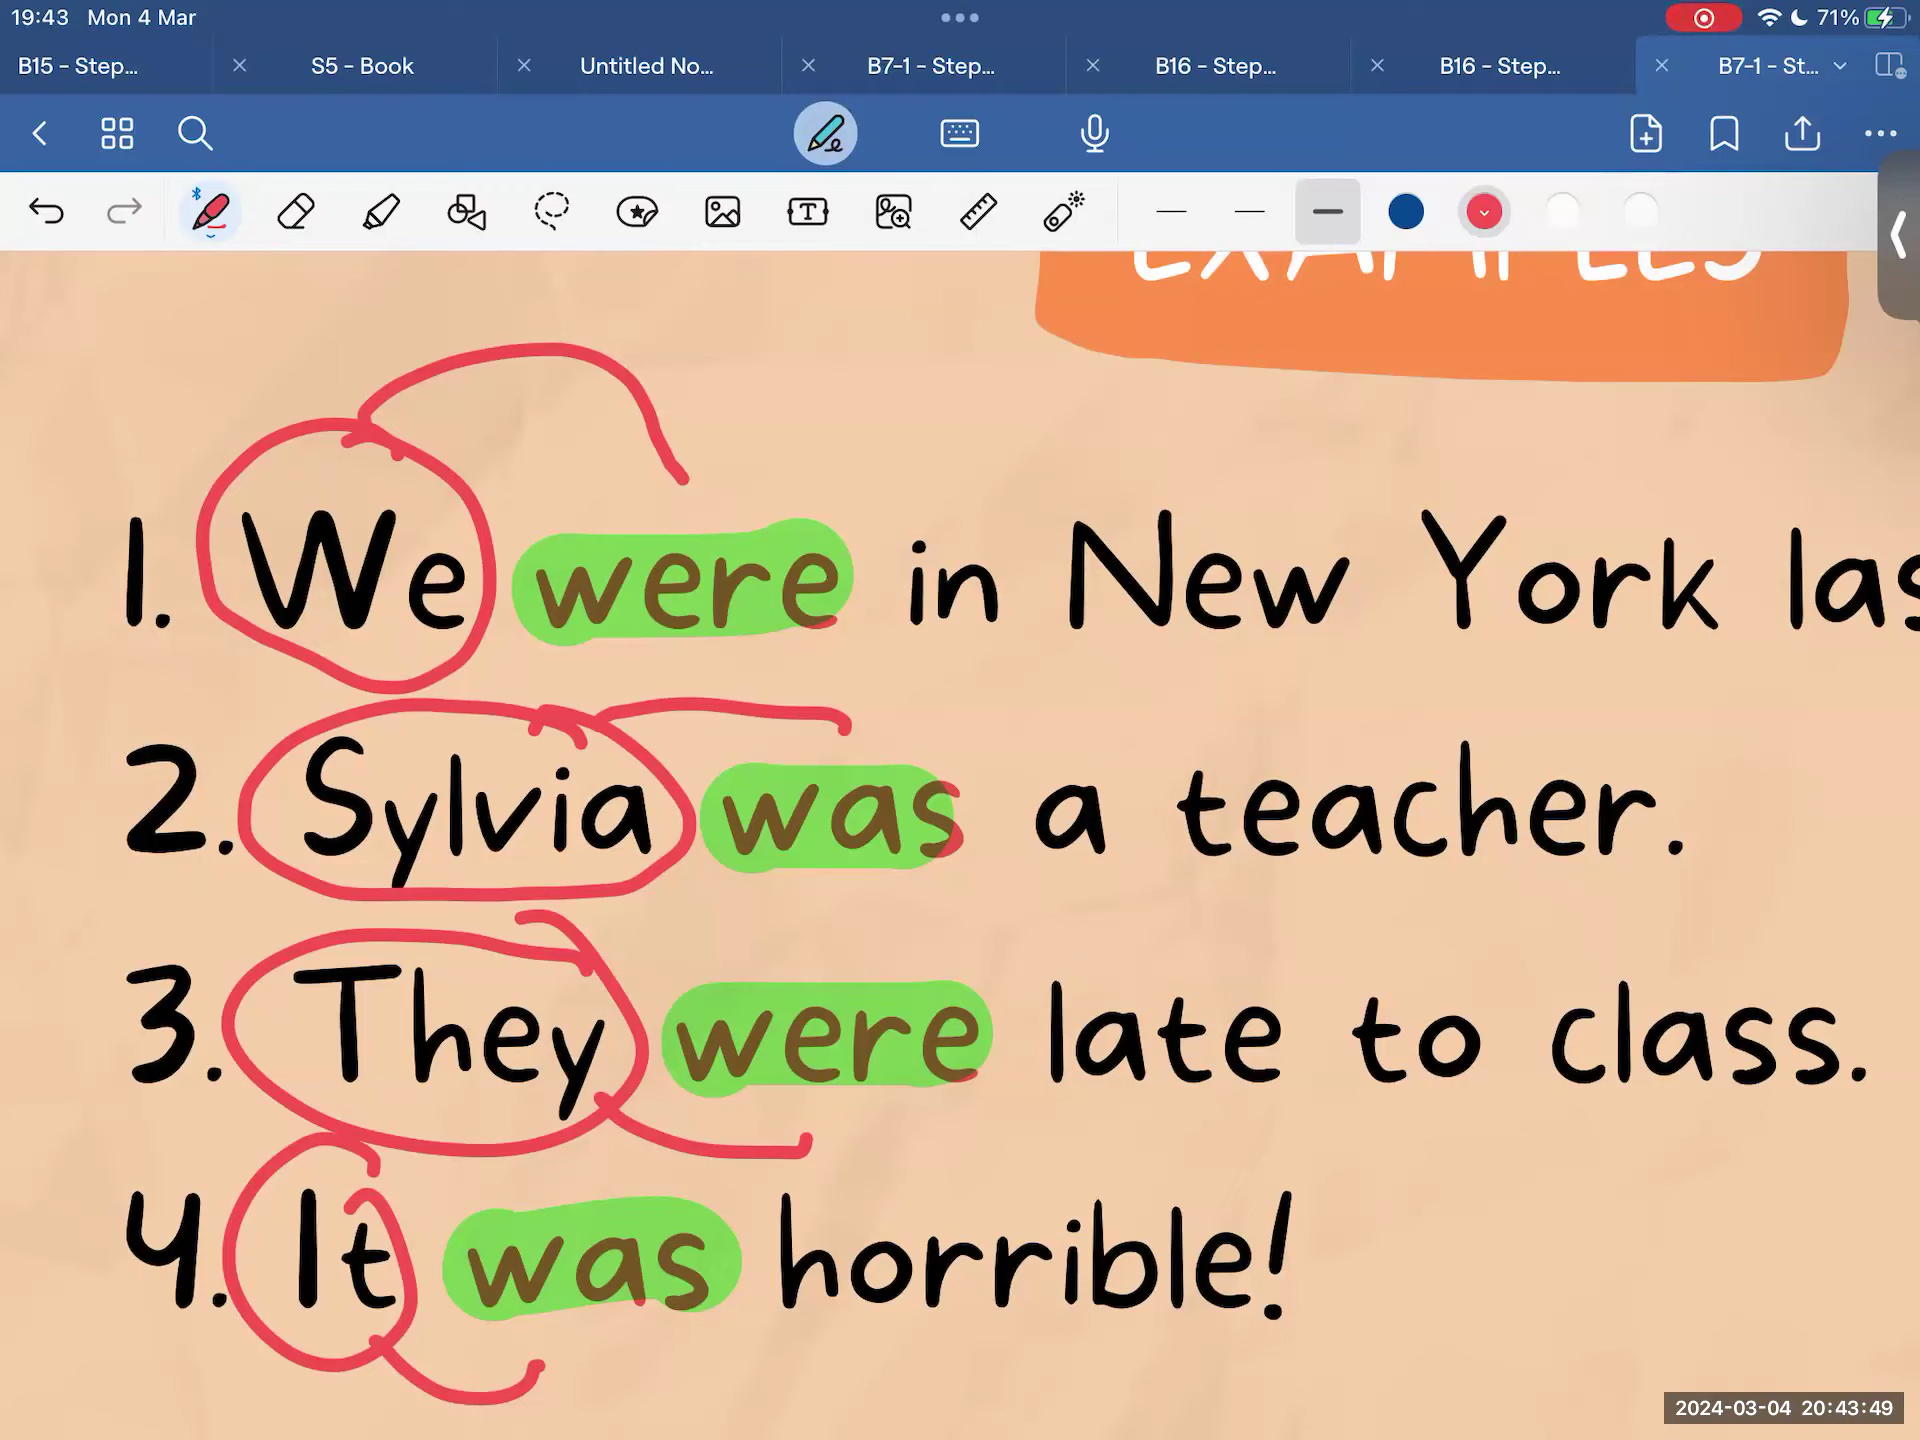 19:43 Mon 4 Mar
71%
B15 - Step... S5 - Book Untitled No... B7-1 - Step... B16 - Step... B16 - Step... B7-1 - St...
EXAMPLES
1. We were in New York las
2. Sylvia was a teacher.
3. They were late to class.
4. It was horrible!
2024-03-04 20:43:49